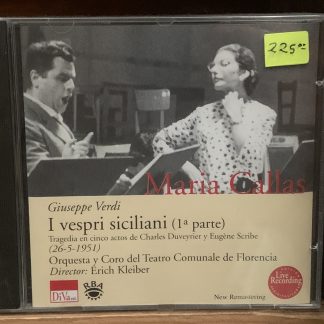 225,00
Maria Callas
Giuseppe Verdi
I vespri siciliani (1ª parte)
Tragedia en cinco actos de Charles Duveyrier y Eugène Scribe
(26-5-1951)
Orquesta y Coro del Teatro Comunale de Florencia
Director: Erich Kleiber
DiVa
RBA
New Remastering
Live
Recording